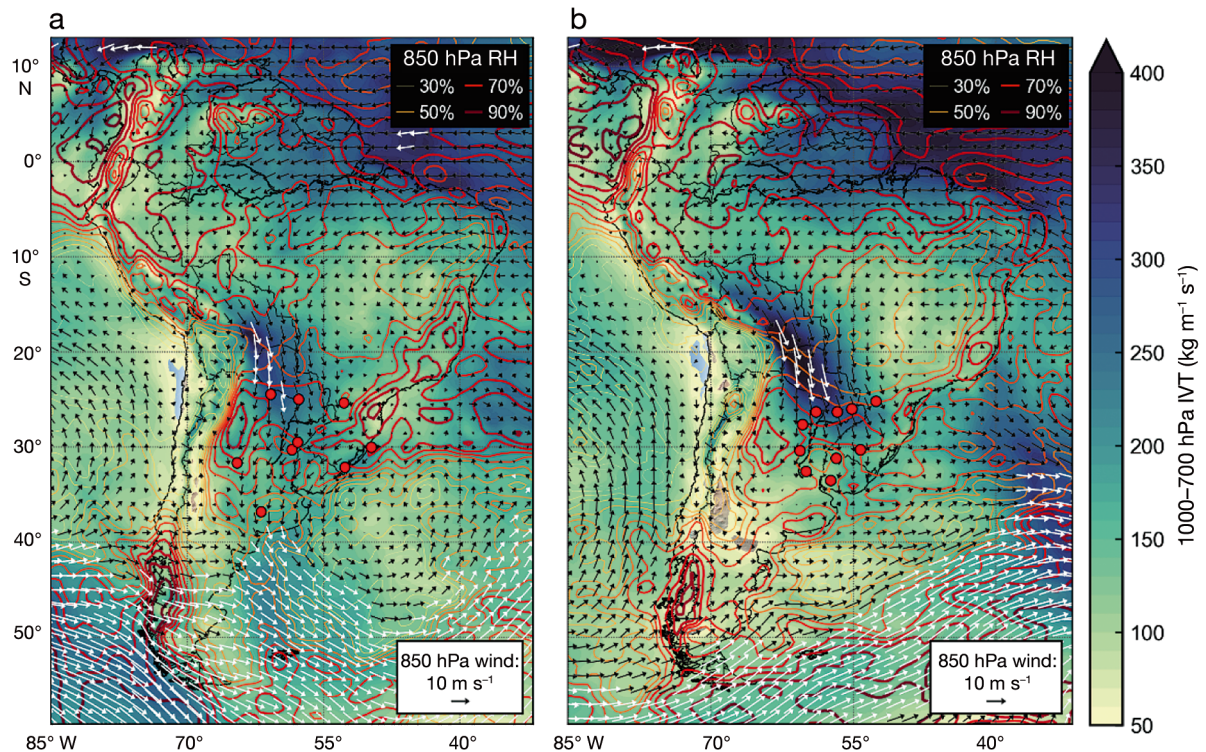 a
b
850 hPa RH
30% 70%
50% 90%
850 hPa RH
30% 70%
50% 90%
10°
N
0°
10°
S
20°
30°
40°
50°
850 hPa wind:
10 m s⁻¹
850 hPa wind:
10 m s⁻¹
85° W 70° 55° 40°
85° W 70° 55° 40°
400
350
300
250
200
150
100
50
1000–700 hPa IVT (kg m⁻¹ s⁻¹)